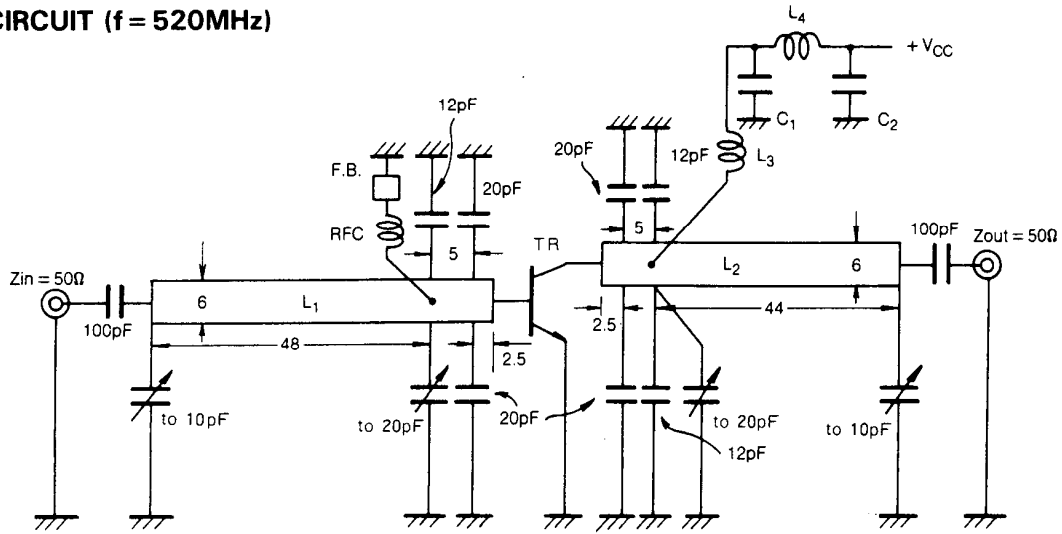 CIRCUIT (f = 520MHz)
L4
+ VCC
C1
C2
12pF
F.B.
20pF
RFC
5
20pF
12pF
L3
5
TR
100pF
Zout = 50Ω
Zin = 50Ω
6
L1
L2
6
100pF
48
2.5
2.5
44
to 10pF
to 20pF
20pF
to 20pF
12pF
to 10pF